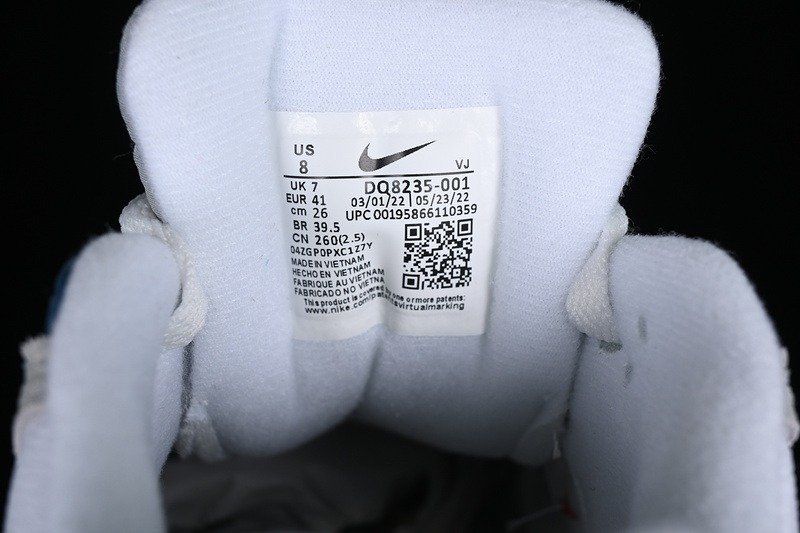 US
8
VJ
UK 7
DQ8235-001
EUR 41
03/01/22 05/23/22
cm 26
UPC 00195866110359
BR 39.5
CN 260(2.5)
04ZGP0PXC1Z7Y
MADE IN VIETNAM
HECHO EN VIETNAM
FABRIQUE AU VIETNAM
FABRICADO NO VIETNA
This product is covered by one or more patents:
www.nike.com/patentsvirtualmarking